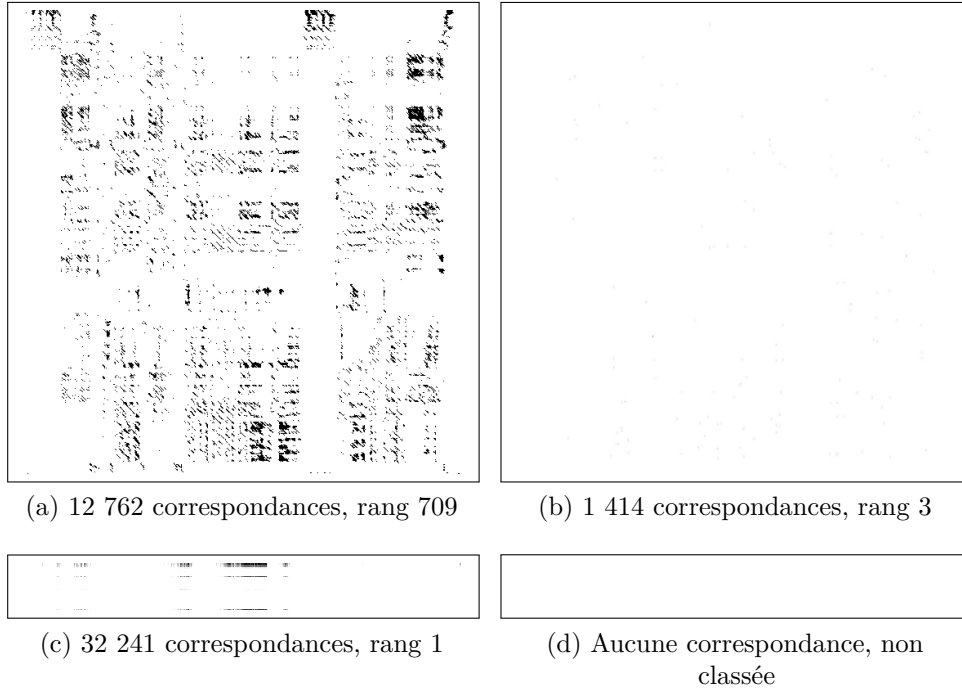 (a) 12 762 correspondances, rang 709
(b) 1 414 correspondances, rang 3
(c) 32 241 correspondances, rang 1
(d) Aucune correspondance, non
classée